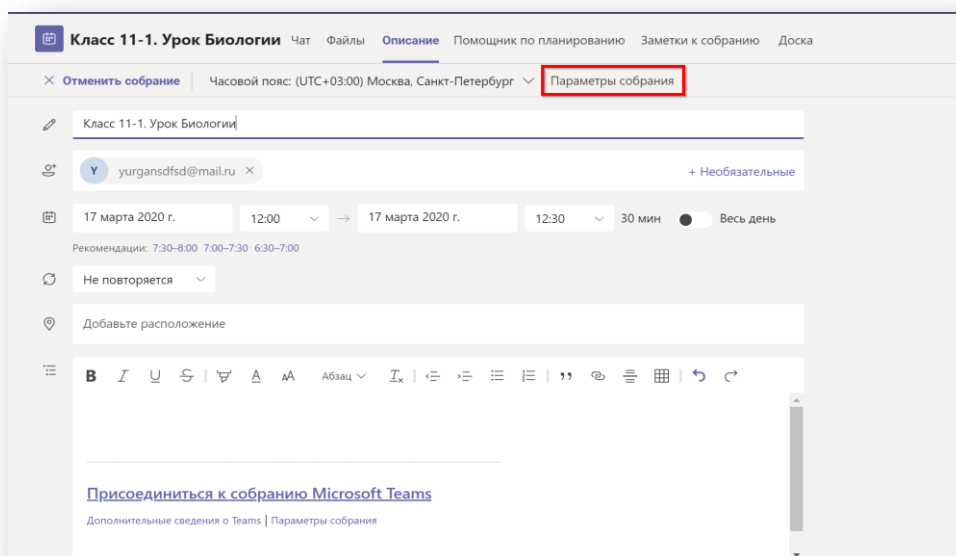 Класс 11-1. Урок Биологии Чат Файлы Описание Помощник по планированию Заметки к собранию Доска
Отменить собрание Часовой пояс: (UTC+03:00) Москва, Санкт-Петербург Параметры собрания
Класс 11-1. Урок Биологии
Y yurgansdfsd@mail.ru × + Необязательные
17 марта 2020 г. 12:00 → 17 марта 2020 г. 12:30 30 мин Весь день
Рекомендации: 7:30–8:00 7:00–7:30 6:30–7:00
Не повторяется
Добавьте расположение
B I U S A AA Абзац
Присоединиться к собранию Microsoft Teams
Дополнительные сведения о Teams | Параметры собрания